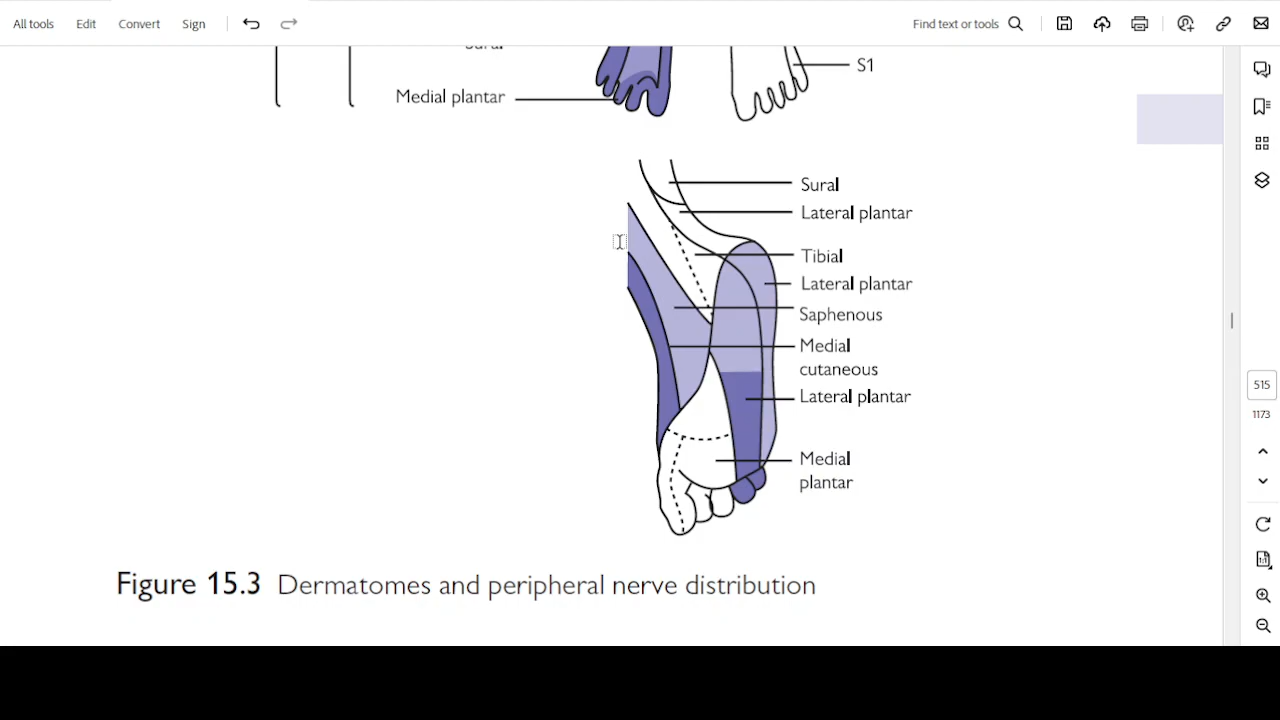 All tools Edit Convert Sign Find text or tools
Sural
S1
Medial plantar
Sural
Lateral plantar
Tibial
Lateral plantar
Saphenous
Medial
cutaneous
Lateral plantar
Medial
plantar
515
1173
Figure 15.3 Dermatomes and peripheral nerve distribution